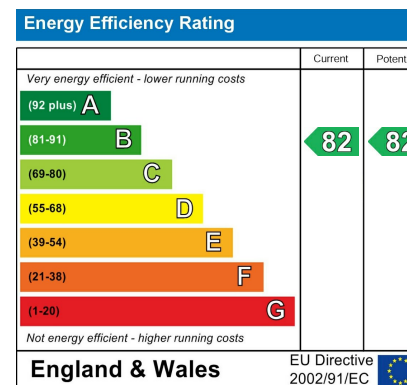 Energy Efficiency Rating
Current Potent
Very energy efficient - lower running costs
(92 plus) A
(81-91) B 82 82
(69-80) C
(55-68) D
(39-54) E
(21-38) F
(1-20) G
Not energy efficient - higher running costs
England & Wales
EU Directive
2002/91/EC